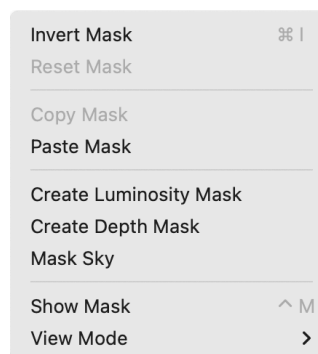 Invert Mask ⌘ I
Reset Mask
Copy Mask
Paste Mask
Create Luminosity Mask
Create Depth Mask
Mask Sky
Show Mask ^ M
View Mode >